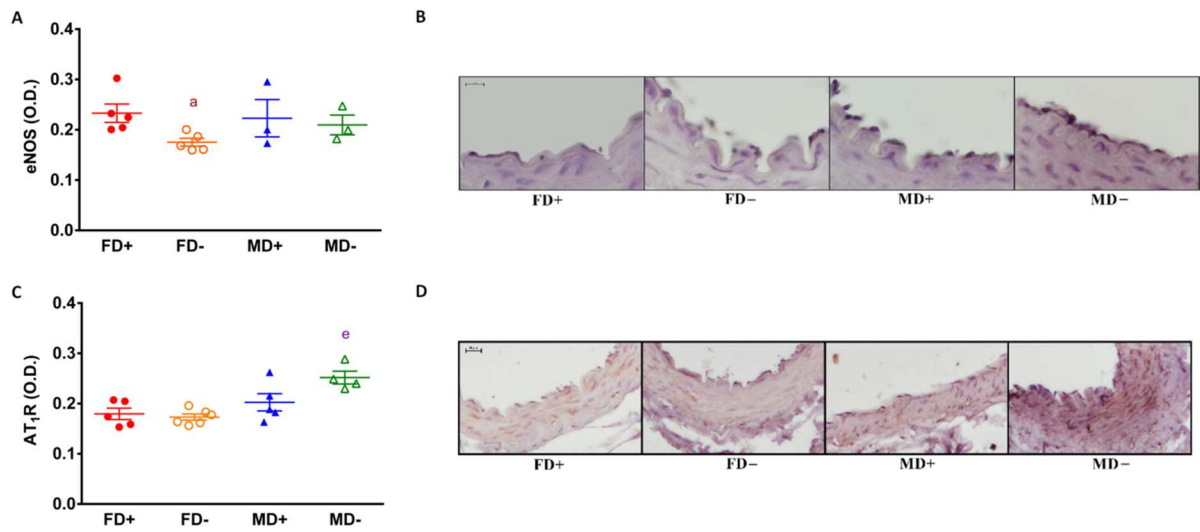 A
eNOS (O.D.)
0.4
0.3
0.2
0.1
0.0
a
FD+ FD- MD+ MD-
B
FD+ FD− MD+ MD−
C
AT1R (O.D.)
0.4
0.3
0.2
0.1
0.0
e
FD+ FD- MD+ MD-
D
FD+ FD− MD+ MD−